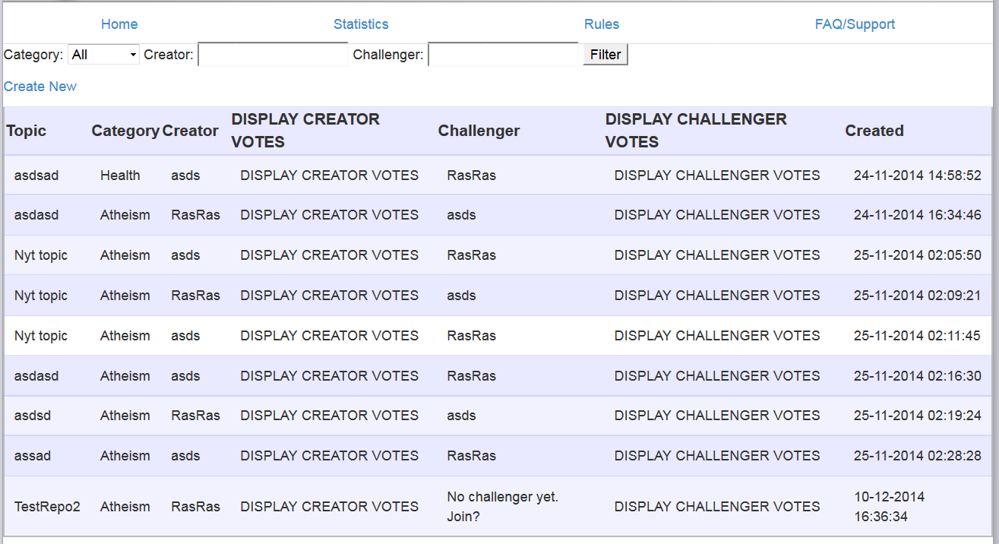 Home Statistics Rules FAQ/Support
Category: All Creator: Challenger: Filter
Create New
Topic Category Creator DISPLAY CREATOR VOTES Challenger DISPLAY CHALLENGER VOTES Created
asdsad Health asds DISPLAY CREATOR VOTES RasRas DISPLAY CHALLENGER VOTES 24-11-2014 14:58:52
asdasd Atheism RasRas DISPLAY CREATOR VOTES asds DISPLAY CHALLENGER VOTES 24-11-2014 16:34:46
Nyt topic Atheism asds DISPLAY CREATOR VOTES RasRas DISPLAY CHALLENGER VOTES 25-11-2014 02:05:50
Nyt topic Atheism RasRas DISPLAY CREATOR VOTES asds DISPLAY CHALLENGER VOTES 25-11-2014 02:09:21
Nyt topic Atheism asds DISPLAY CREATOR VOTES RasRas DISPLAY CHALLENGER VOTES 25-11-2014 02:11:45
asdasd Atheism asds DISPLAY CREATOR VOTES RasRas DISPLAY CHALLENGER VOTES 25-11-2014 02:16:30
asdsd Atheism RasRas DISPLAY CREATOR VOTES asds DISPLAY CHALLENGER VOTES 25-11-2014 02:19:24
assad Atheism asds DISPLAY CREATOR VOTES RasRas DISPLAY CHALLENGER VOTES 25-11-2014 02:28:28
TestRepo2 Atheism RasRas DISPLAY CREATOR VOTES No challenger yet. Join? DISPLAY CHALLENGER VOTES 10-12-2014 16:36:34